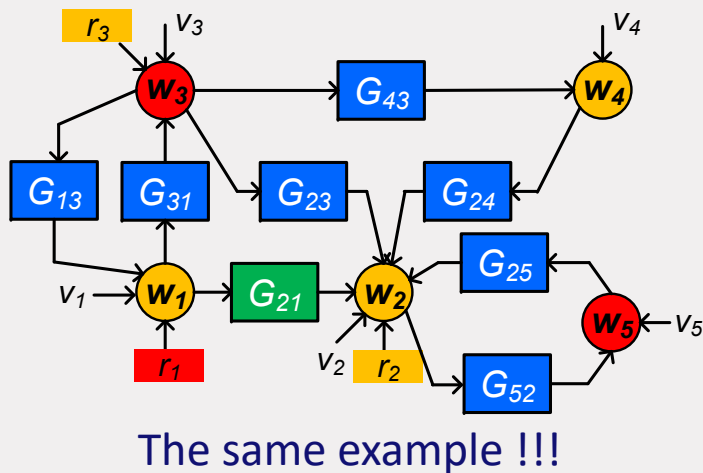 r3 v3 v4
w3 G43 w4
G13 G31 G23 G24
G25
v1 w1 G21 w2 w5 v5
r1 v2 r2 G52
The same example !!!